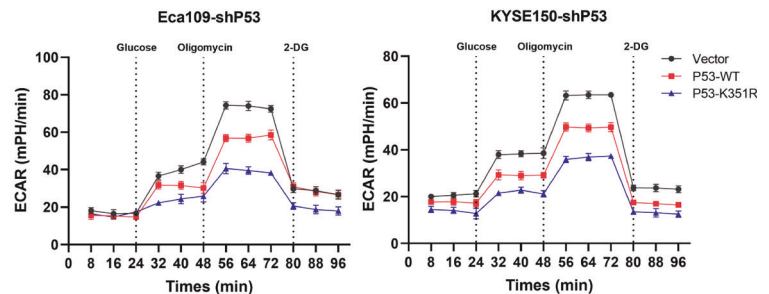 Eca109-shP53
Glucose Oligomycin 2-DG
ECAR (mPH/min)
100
80
60
40
20
0
0 8 16 24 32 40 48 56 64 72 80 88 96
Times (min)
KYSE150-shP53
Glucose Oligomycin 2-DG
ECAR (mPH/min)
80
60
40
20
0
0 8 16 24 32 40 48 56 64 72 80 88 96
Times (min)
Vector
P53-WT
P53-K351R